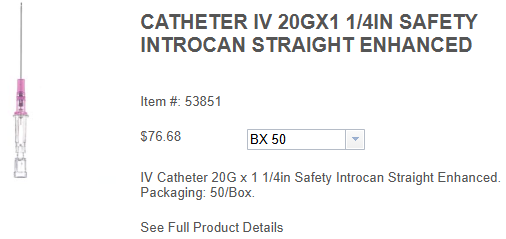 CATHETER IV 20GX1 1/4IN SAFETY
INTROCAN STRAIGHT ENHANCED
Item #: 53851
$76.68 BX 50
IV Catheter 20G x 1 1/4in Safety Introcan Straight Enhanced.
Packaging: 50/Box.
See Full Product Details